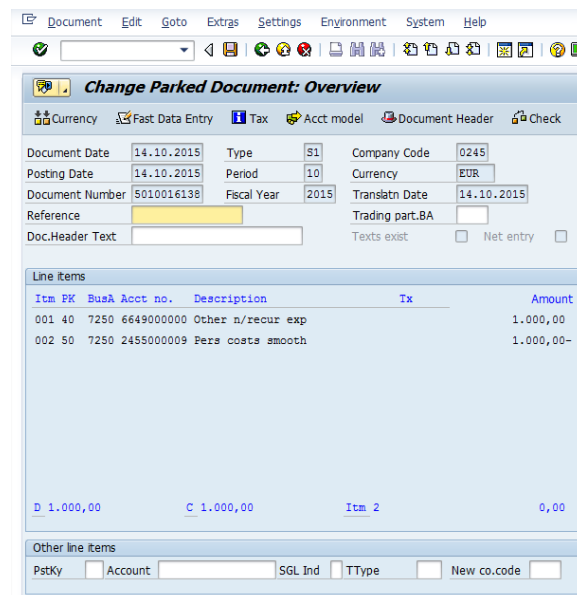 Document Edit Goto Extras Settings Environment System Help
Change Parked Document: Overview
Currency Fast Data Entry Tax Acct model Document Header Check
Document Date 14.10.2015 Type S1 Company Code 0245
Posting Date 14.10.2015 Period 10 Currency EUR
Document Number 5010016138 Fiscal Year 2015 Translatn Date 14.10.2015
Reference Trading part.BA
Doc.Header Text Texts exist Net entry
Line items
Itm PK BusA Acct no. Description Tx Amount
001 40 7250 6649000000 Other n/recur exp 1.000,00
002 50 7250 2455000009 Pers costs smooth 1.000,00-
D 1.000,00 C 1.000,00 Itm 2 0,00
Other line items
PstKy Account SGL Ind TType New co.code